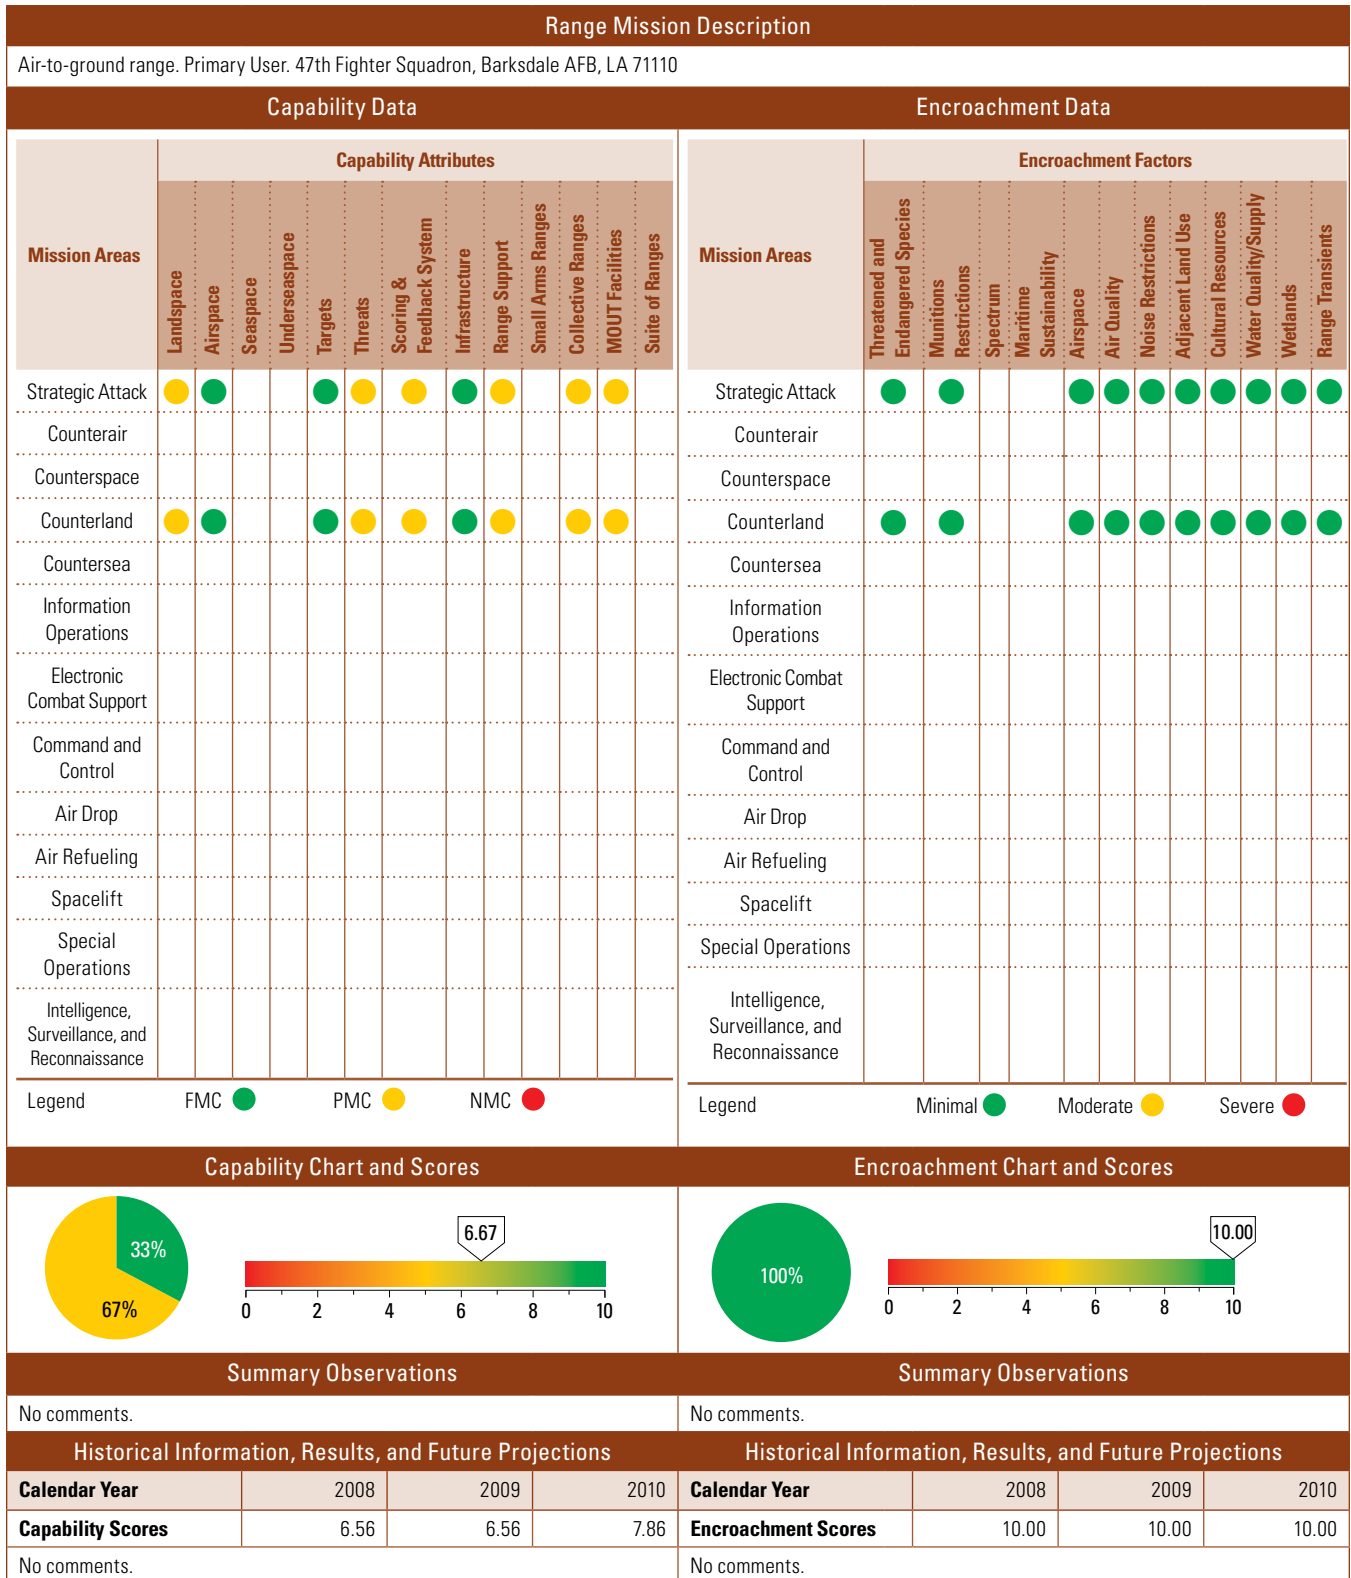 Range Mission Description
Air-to-ground range. Primary User. 47th Fighter Squadron, Barksdale AFB, LA 71110
Capability Data
Mission Areas
Capability Attributes
Landspace
Airspace
Seaspace
Underseaspace
Targets
Threats
Scoring &
Feedback System
Infrastructure
Range Support
Small Arms Ranges
Collective Ranges
MOUT Facilities
Suite of Ranges
Strategic Attack
Counterair
Counterspace
Counterland
Countersea
Information
Operations
Electronic
Combat Support
Command and
Control
Air Drop
Air Refueling
Spacelift
Special
Operations
Intelligence,
Surveillance, and
Reconnaissance
Legend FMC PMC NMC
Encroachment Data
Mission Areas
Encroachment Factors
Threatened and
Endangered Species
Munitions
Restrictions
Spectrum
Maritime
Sustainability
Airspace
Air Quality
Noise Restrictions
Adjacent Land Use
Cultural Resources
Water Quality/Supply
Wetlands
Range Transients
Strategic Attack
Counterair
Counterspace
Counterland
Countersea
Information
Operations
Electronic Combat
Support
Command and
Control
Air Drop
Air Refueling
Spacelift
Special Operations
Intelligence,
Surveillance, and
Reconnaissance
Legend Minimal Moderate Severe
Capability Chart and Scores
33%
67%
6.67
0 2 4 6 8 10
Encroachment Chart and Scores
100%
10.00
0 2 4 6 8 10
Summary Observations
No comments.
Summary Observations
No comments.
Historical Information, Results, and Future Projections
Calendar Year 2008 2009 2010
Capability Scores 6.56 6.56 7.86
No comments.
Historical Information, Results, and Future Projections
Calendar Year 2008 2009 2010
Encroachment Scores 10.00 10.00 10.00
No comments.